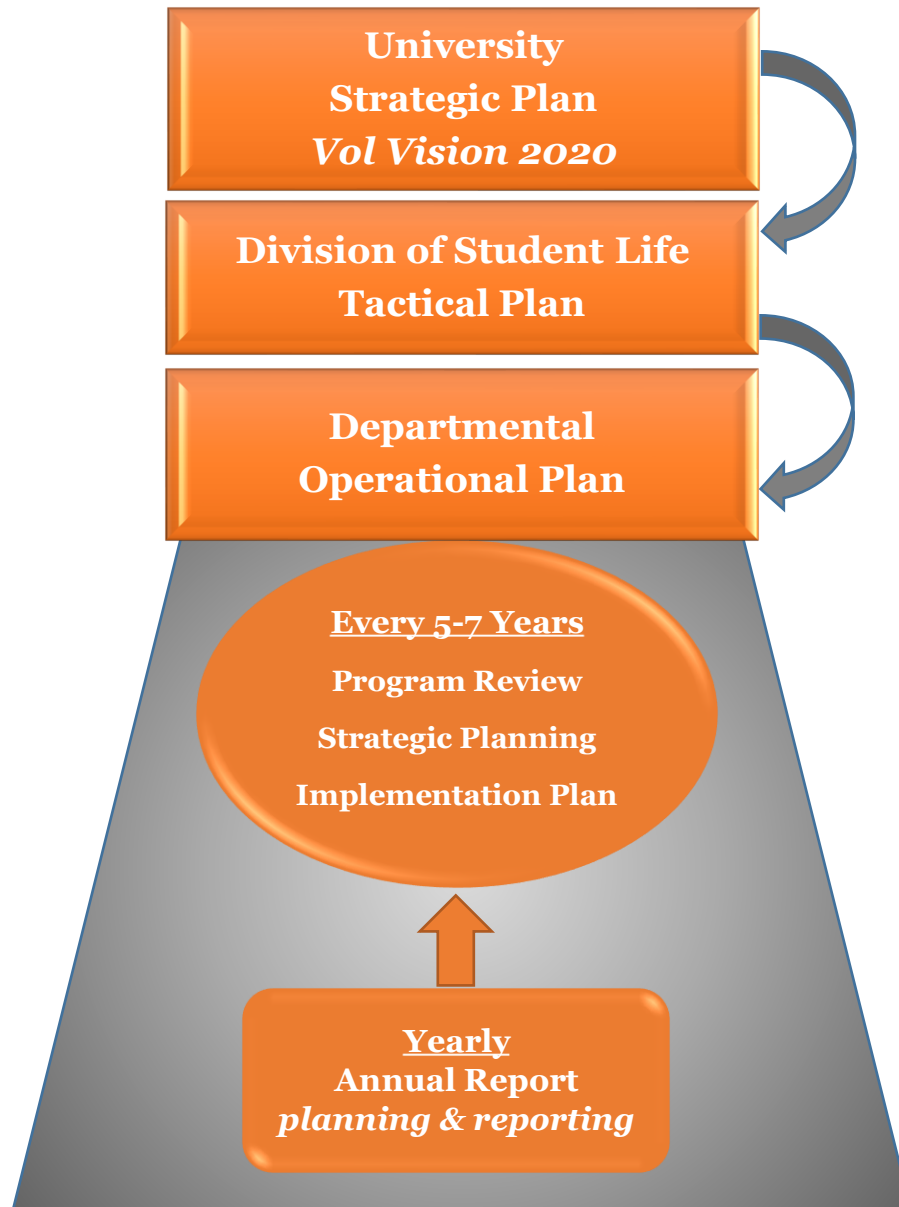 University
Strategic Plan
Vol Vision 2020
Division of Student Life
Tactical Plan
Departmental
Operational Plan
Every 5-7 Years
Program Review
Strategic Planning
Implementation Plan
Yearly
Annual Report
planning & reporting